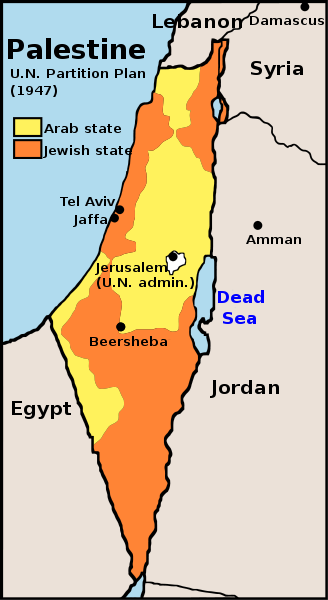 Lebanon
Damascus
Palestine
U.N. Partition Plan
(1947)
Syria
Arab state
Jewish state
Tel Aviv
Jaffa
Amman
Jerusalem
(U.N. admin.)
Dead
Sea
Beersheba
Jordan
Egypt